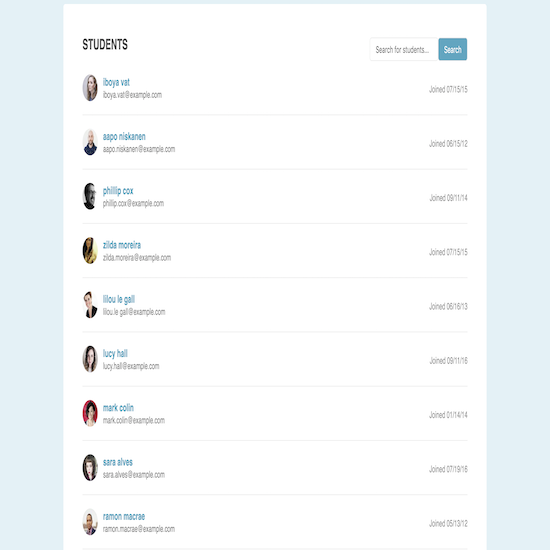 STUDENTS
Search for students... Search
iboya vat
iboya.vat@example.com
Joined 07/15/15
aapo niskanen
aapo.niskanen@example.com
Joined 06/15/12
phillip cox
phillip.cox@example.com
Joined 09/11/14
zilda moreira
zilda.moreira@example.com
Joined 07/15/15
lilou le gall
lilou.le gall@example.com
Joined 06/16/13
lucy hall
lucy.hall@example.com
Joined 09/11/16
mark colin
mark.colin@example.com
Joined 01/14/14
sara alves
sara.alves@example.com
Joined 07/19/16
ramon macrae
ramon.macrae@example.com
Joined 05/13/12